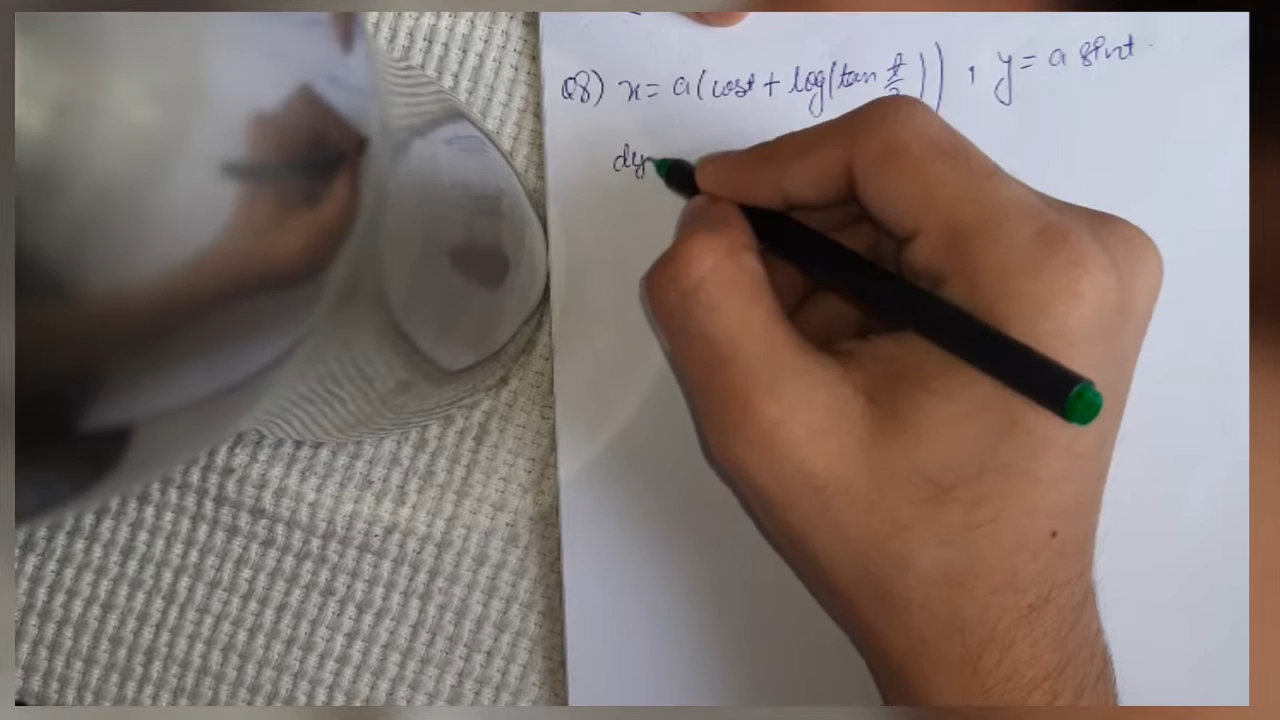 Q8) x = a(cost + log(tan t/2)) , y = a sint.
dy